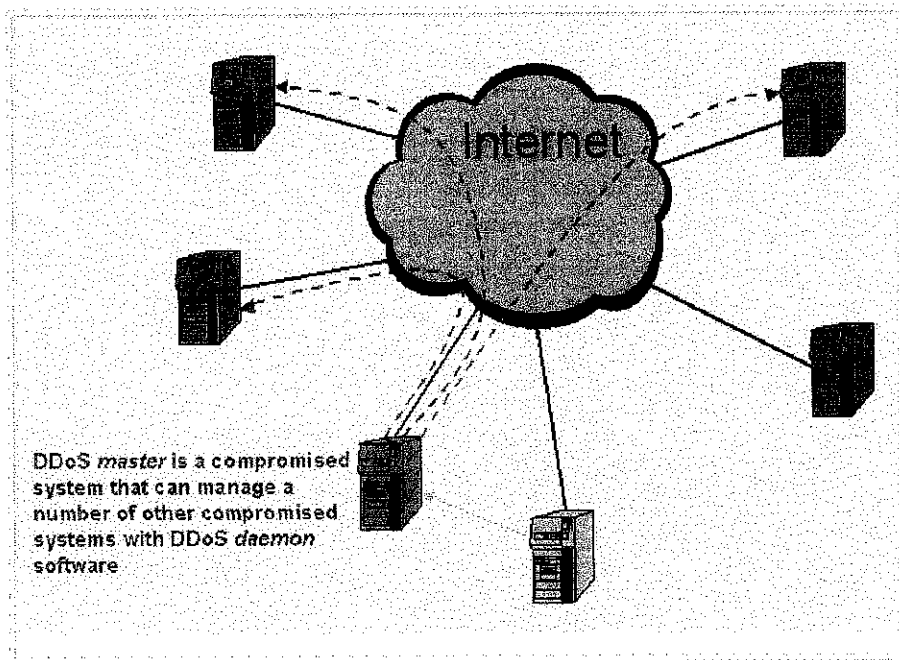 Internet
DDoS master is a compromised
system that can manage a
number of other compromised
systems with DDoS daemon
software